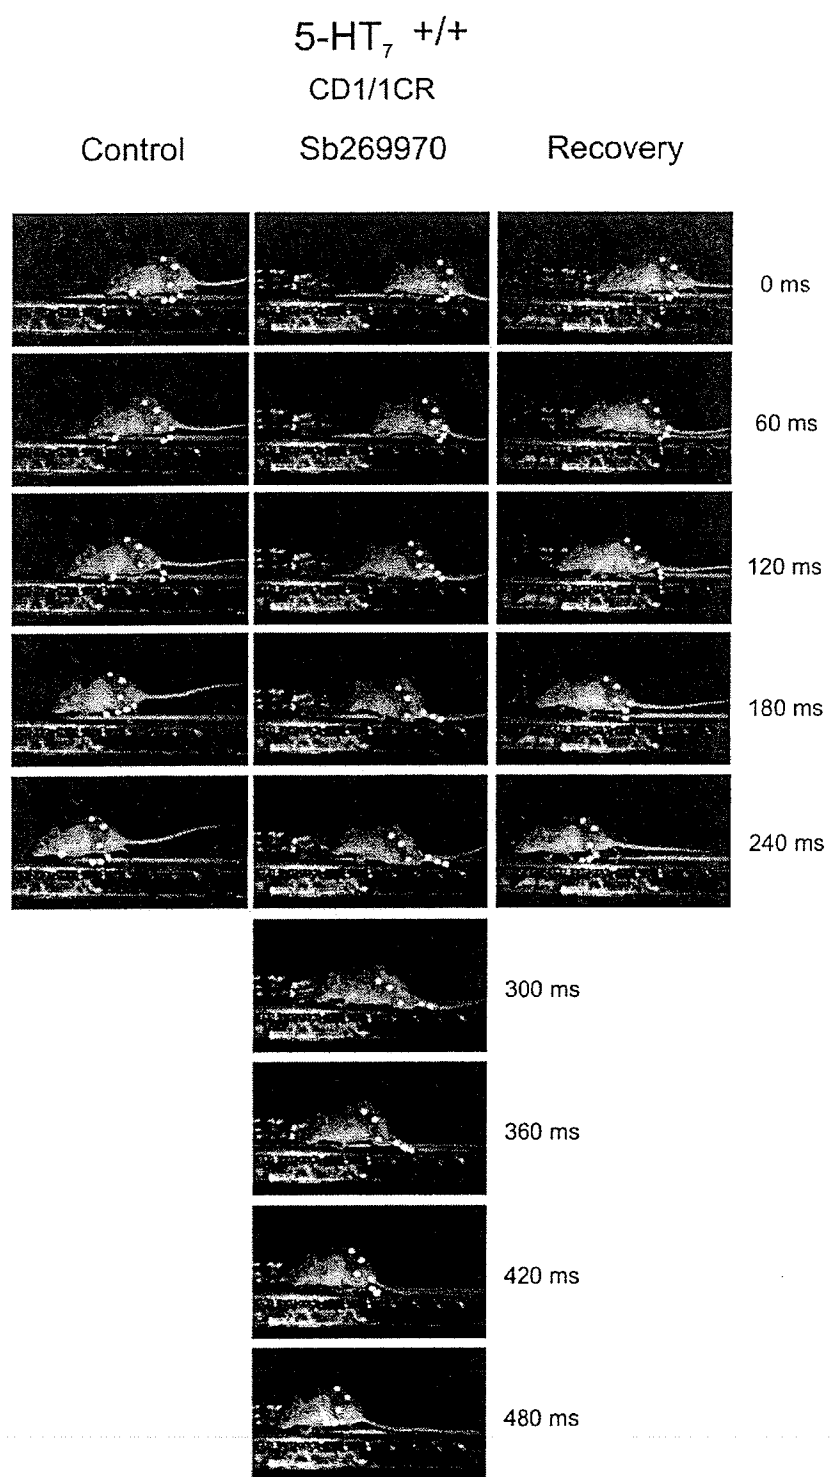 5-HT₇ +/+
CD1/1CR
Control Sb269970 Recovery
0 ms
60 ms
120 ms
180 ms
240 ms
300 ms
360 ms
420 ms
480 ms